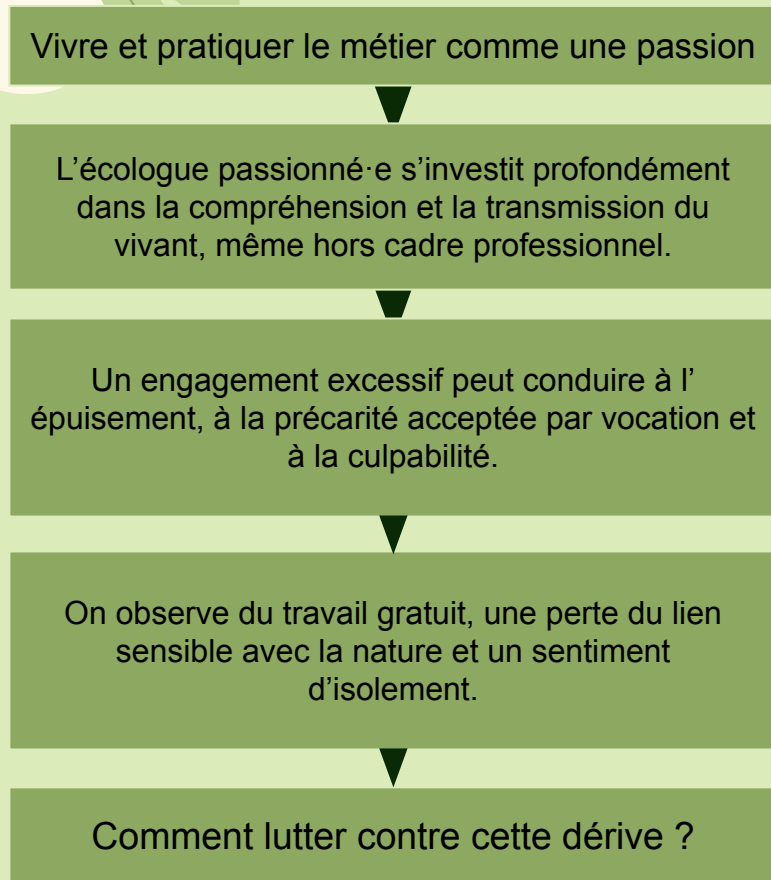 Vivre et pratiquer le métier comme une passion
L’écologue passionné·e s’investit profondément
dans la compréhension et la transmission du
vivant, même hors cadre professionnel.
Un engagement excessif peut conduire à l’
épuisement, à la précarité acceptée par vocation et
à la culpabilité.
On observe du travail gratuit, une perte du lien
sensible avec la nature et un sentiment
d’isolement.
Comment lutter contre cette dérive ?